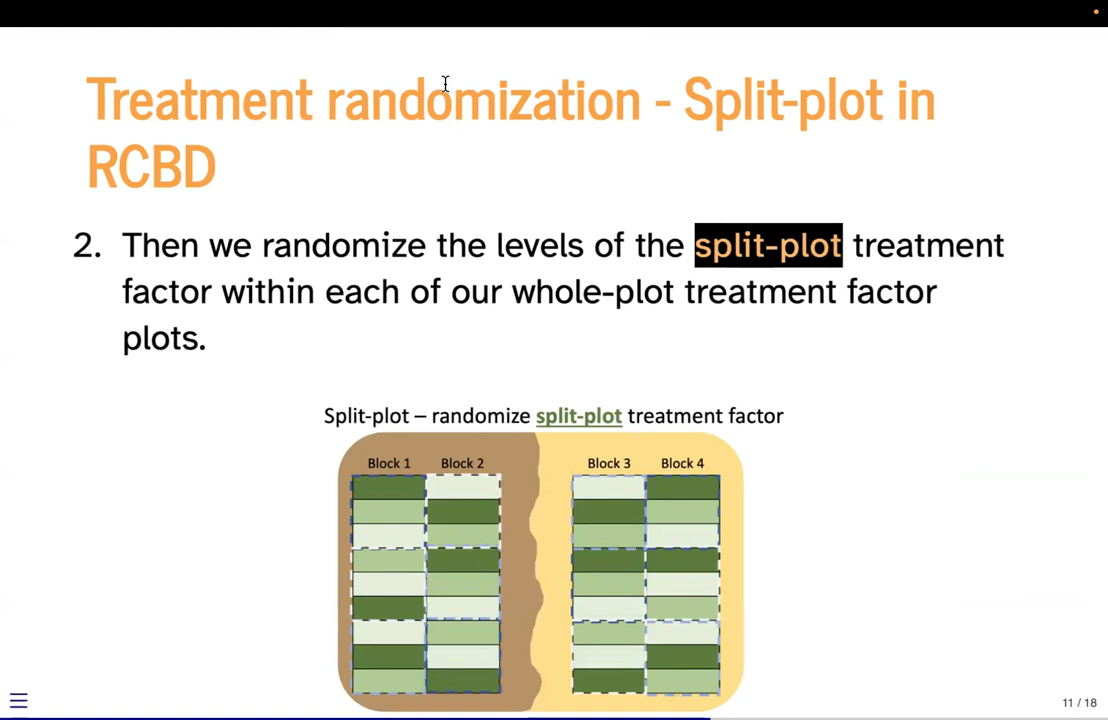 Treatment randomization - Split-plot in
RCBD
2. Then we randomize the levels of the split-plot treatment
factor within each of our whole-plot treatment factor
plots.
Split-plot – randomize split-plot treatment factor
Block 1 Block 2 Block 3 Block 4
11 / 18